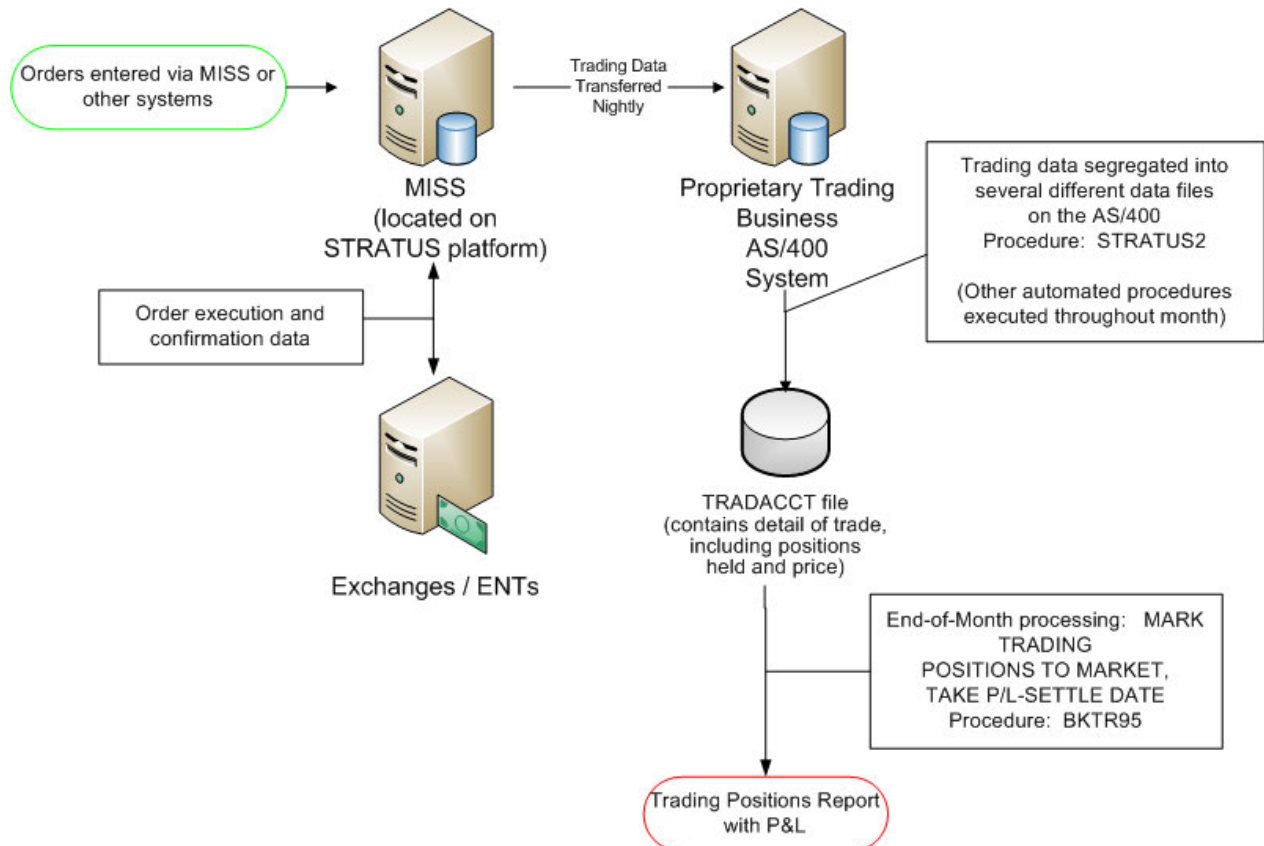 Orders entered via MISS or
other systems
Trading Data
Transferred
Nightly
MISS
(located on
STRATUS platform)
Proprietary Trading
Business
AS/400
System
Trading data segregated into
several different data files
on the AS/400
Procedure: STRATUS2
(Other automated procedures
executed throughout month)
Order execution and
confirmation data
Exchanges / ENTs
TRADACCT file
(contains detail of trade,
including positions
held and price)
End-of-Month processing: MARK
TRADING
POSITIONS TO MARKET,
TAKE P/L-SETTLE DATE
Procedure: BKTR95
Trading Positions Report
with P&L